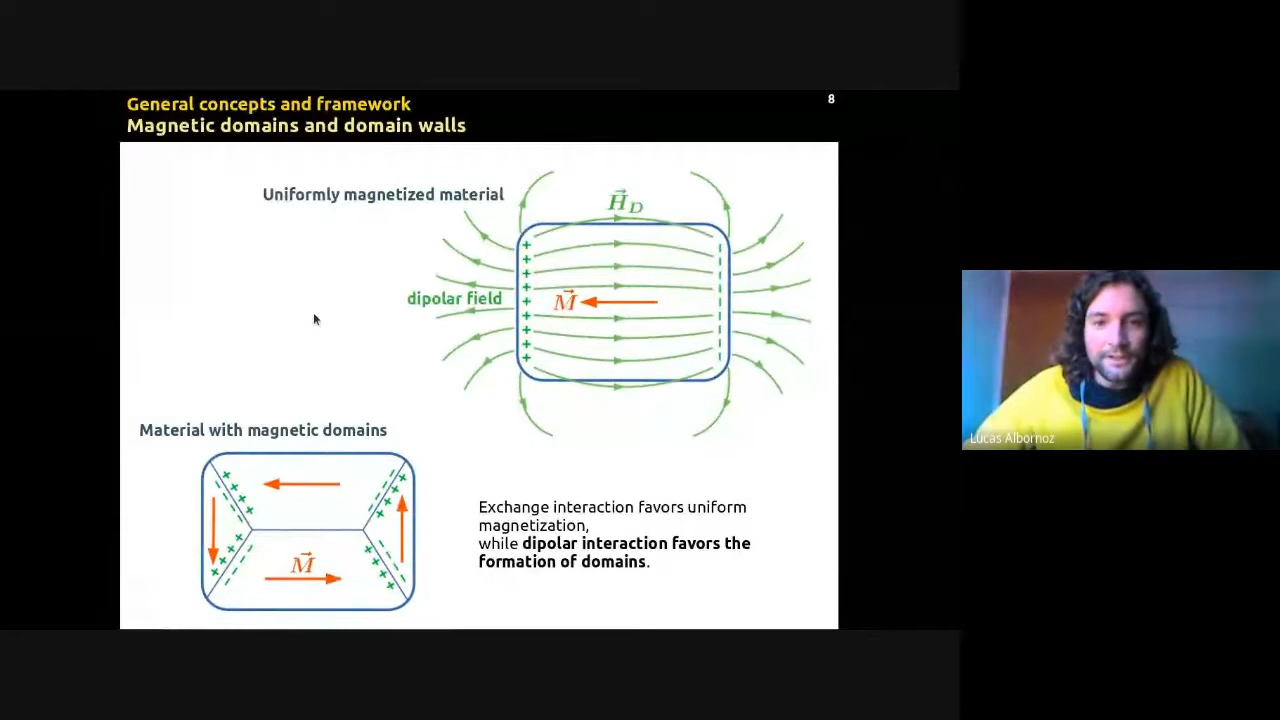 General concepts and framework
8
Magnetic domains and domain walls
Uniformly magnetized material
H_D
dipolar field
M
Material with magnetic domains
M
Exchange interaction favors uniform
magnetization,
while dipolar interaction favors the
formation of domains.
Lucas Albornoz